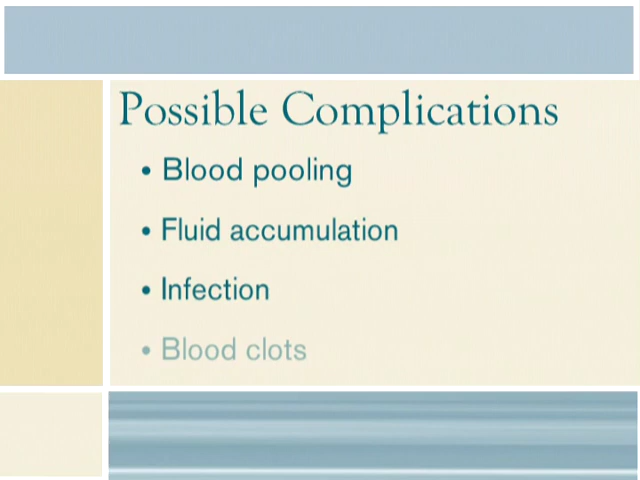 Possible Complications
• Blood pooling
• Fluid accumulation
• Infection
• Blood clots